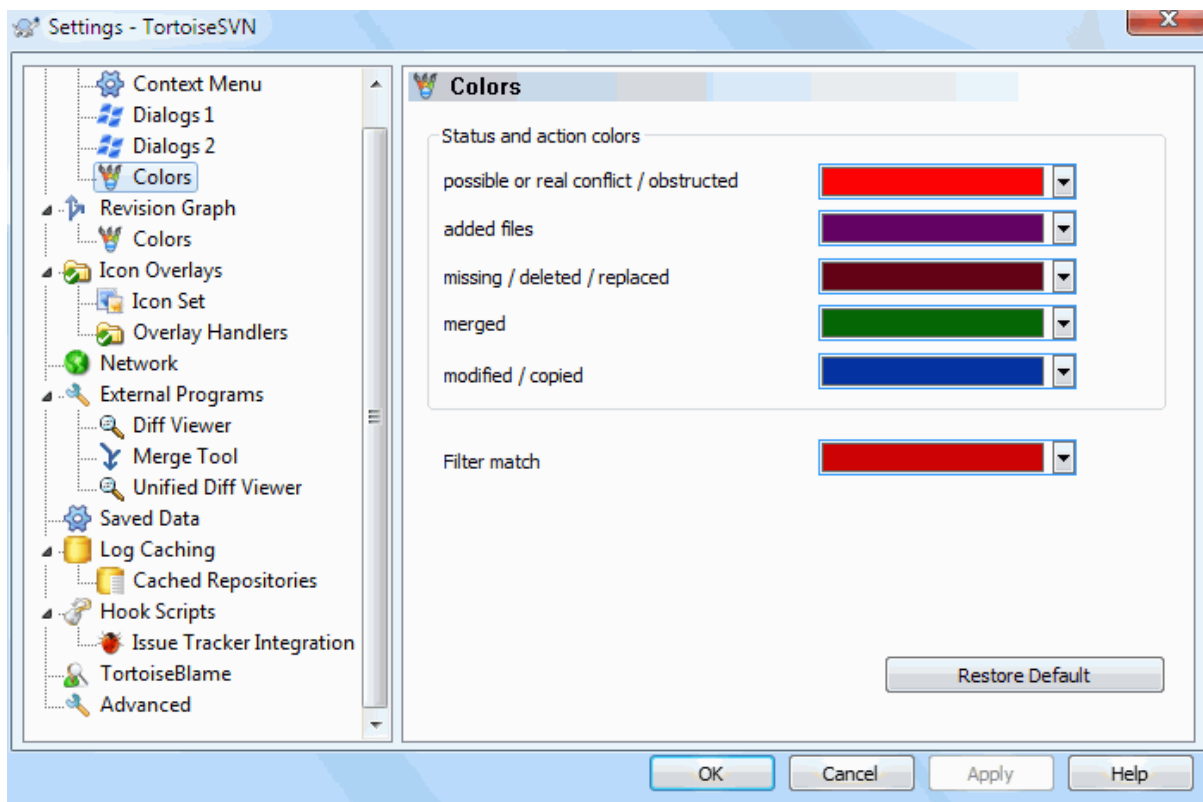 Settings - TortoiseSVN
Context Menu
Dialogs 1
Dialogs 2
Colors
Revision Graph
Colors
Icon Overlays
Icon Set
Overlay Handlers
Network
External Programs
Diff Viewer
Merge Tool
Unified Diff Viewer
Saved Data
Log Caching
Cached Repositories
Hook Scripts
Issue Tracker Integration
TortoiseBlame
Advanced
Colors
Status and action colors
possible or real conflict / obstructed
added files
missing / deleted / replaced
merged
modified / copied
Filter match
Restore Default
OK
Cancel
Apply
Help